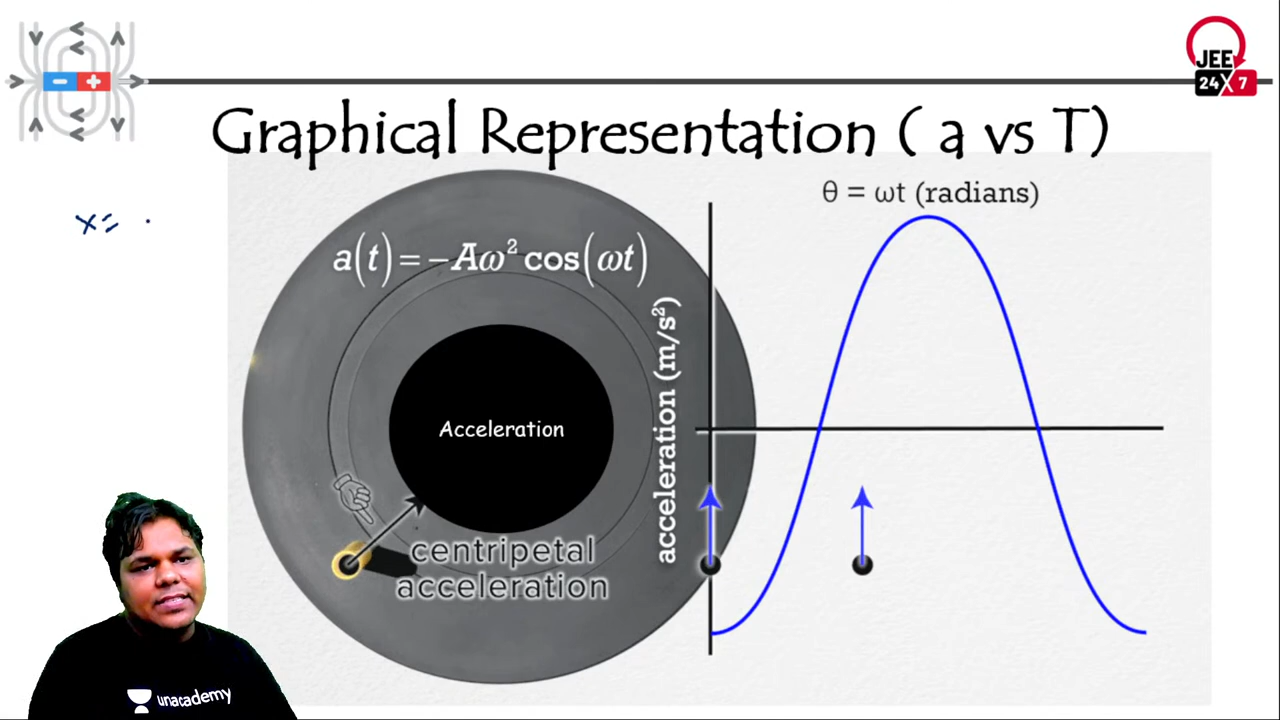 JEE
24X7
Graphical Representation ( a vs T)
θ = ωt (radians)
x = .
a(t) = −Aω² cos(ωt)
acceleration (m/s²)
Acceleration
centripetal
acceleration
unacademy
− +